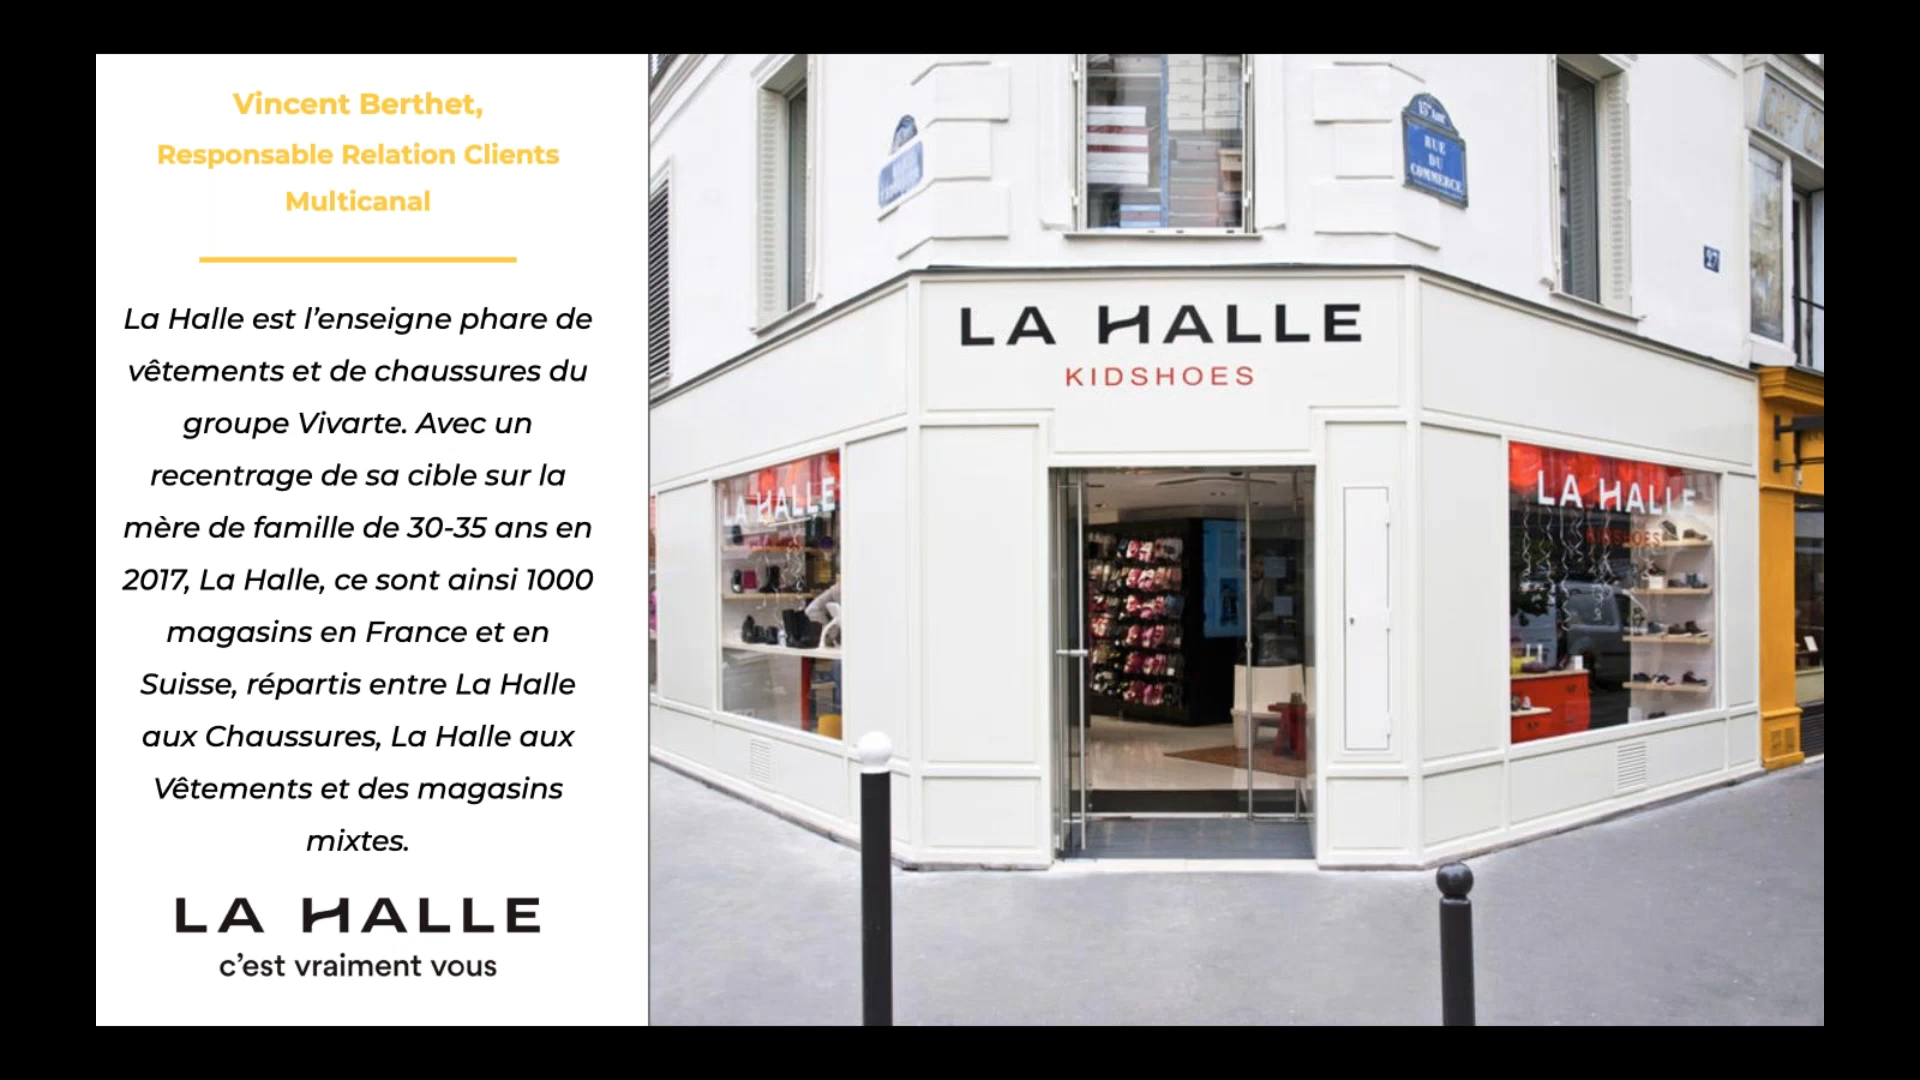 Vincent Berthet,
Responsable Relation Clients
Multicanal
La Halle est l’enseigne phare de
vêtements et de chaussures du
groupe Vivarte. Avec un
recentrage de sa cible sur la
mère de famille de 30-35 ans en
2017, La Halle, ce sont ainsi 1000
magasins en France et en
Suisse, répartis entre La Halle
aux Chaussures, La Halle aux
Vêtements et des magasins
mixtes.
LA HALLE
c’est vraiment vous
15e Arrt
RUE
DU
COMMERCE
27
LA HALLE
KIDSHOES
LA HALLE
LA HALLE
KIDSHOES